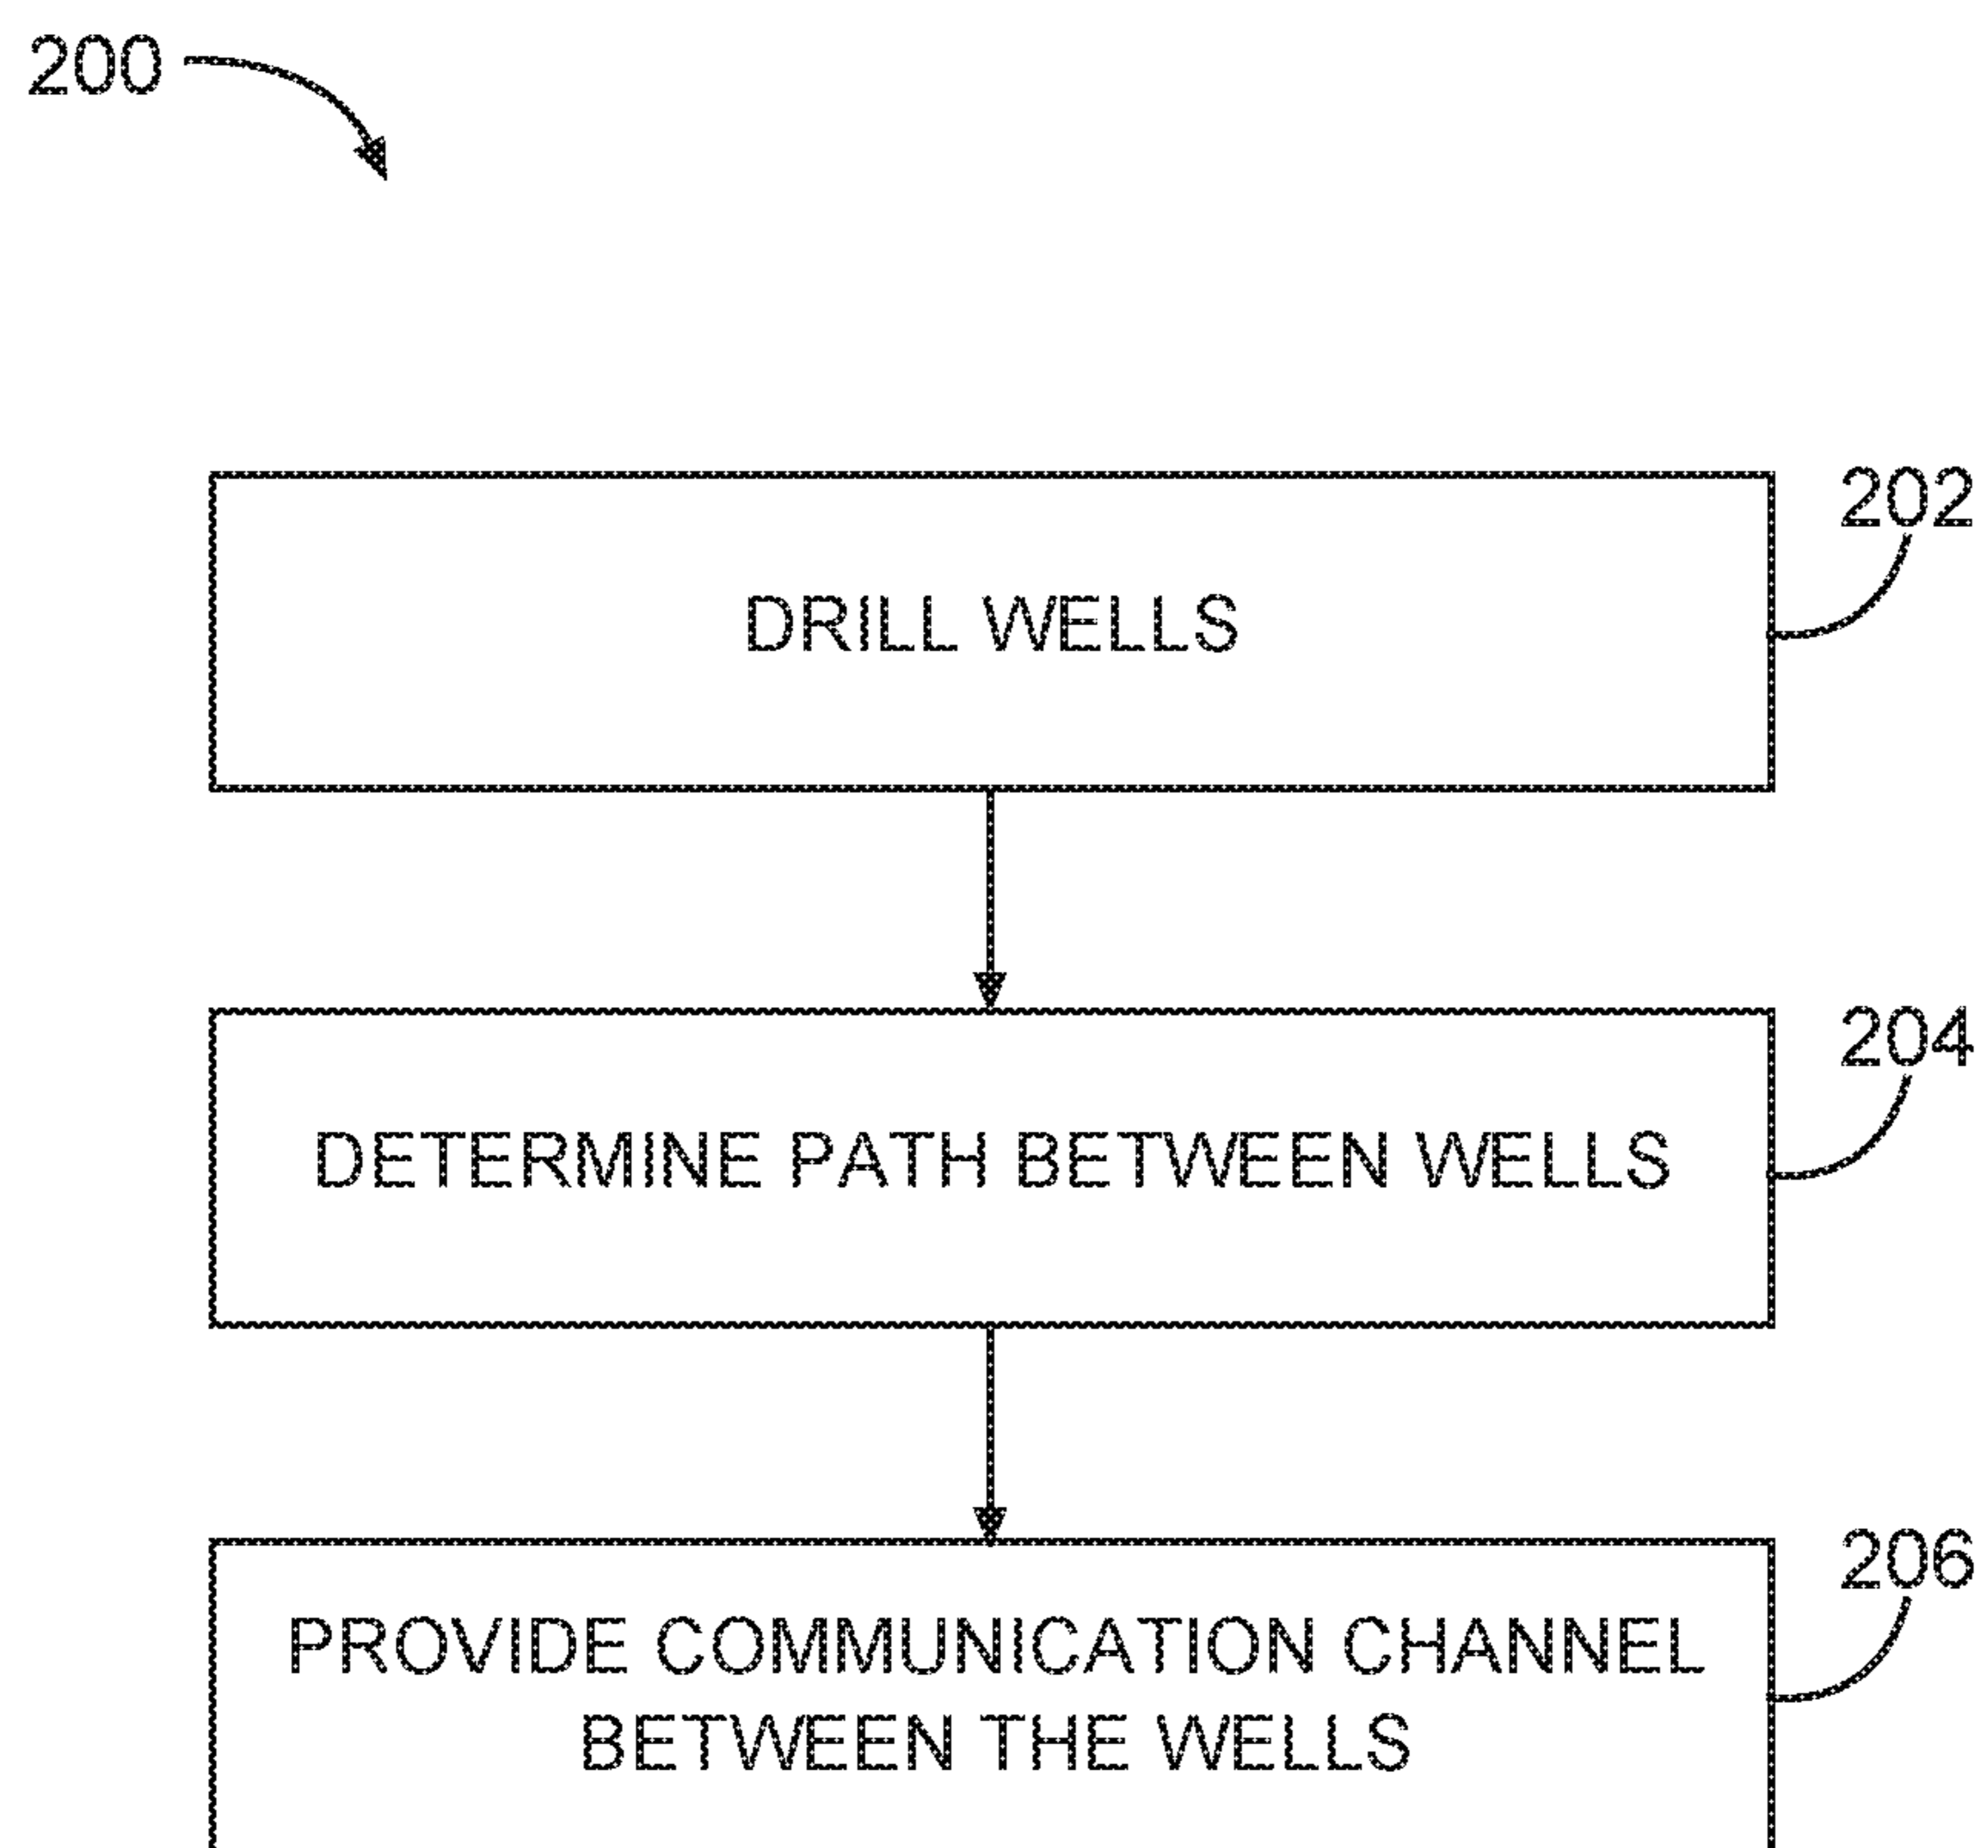 200
202
DRILL WELLS
204
DETERMINE PATH BETWEEN WELLS
206
PROVIDE COMMUNICATION CHANNEL
BETWEEN THE WELLS